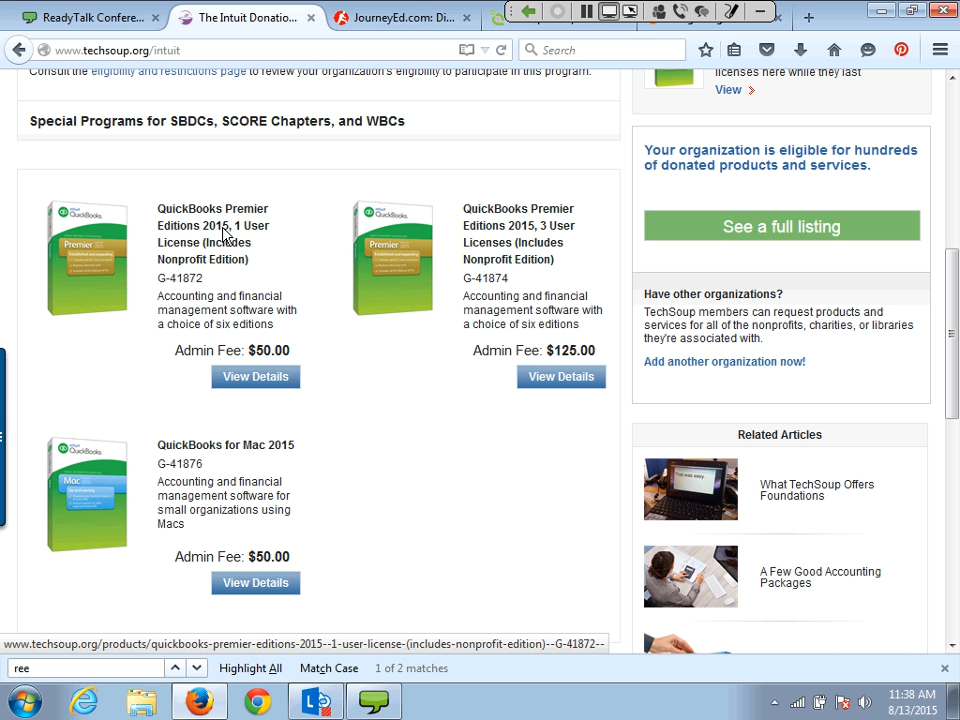 ReadyTalk Confere...
The Intuit Donatio...
JourneyEd.com: Di...
www.techsoup.org/intuit
Search
Consult the eligibility and restrictions page to review your organization's eligibility to participate in this program.
Special Programs for SBDCs, SCORE Chapters, and WBCs
QuickBooks.
Premier
QuickBooks Premier
Editions 2015, 1 User
License (Includes
Nonprofit Edition)
G-41872
Accounting and financial
management software with
a choice of six editions
Admin Fee: $50.00
View Details
QuickBooks.
Premier
QuickBooks Premier
Editions 2015, 3 User
Licenses (Includes
Nonprofit Edition)
G-41874
Accounting and financial
management software with
a choice of six editions
Admin Fee: $125.00
View Details
QuickBooks.
Mac
QuickBooks for Mac 2015
G-41876
Accounting and financial
management software for
small organizations using
Macs
Admin Fee: $50.00
View Details
licenses here while they last
View
Your organization is eligible for hundreds
of donated products and services.
See a full listing
Have other organizations?
TechSoup members can request products and
services for all of the nonprofits, charities, or libraries
they're associated with.
Add another organization now!
Related Articles
That was easy.
What TechSoup Offers
Foundations
A Few Good Accounting
Packages
www.techsoup.org/products/quickbooks-premier-editions-2015--1-user-license-(includes-nonprofit-edition)--G-41872--
ree
Highlight All
Match Case
1 of 2 matches
11:38 AM
8/13/2015